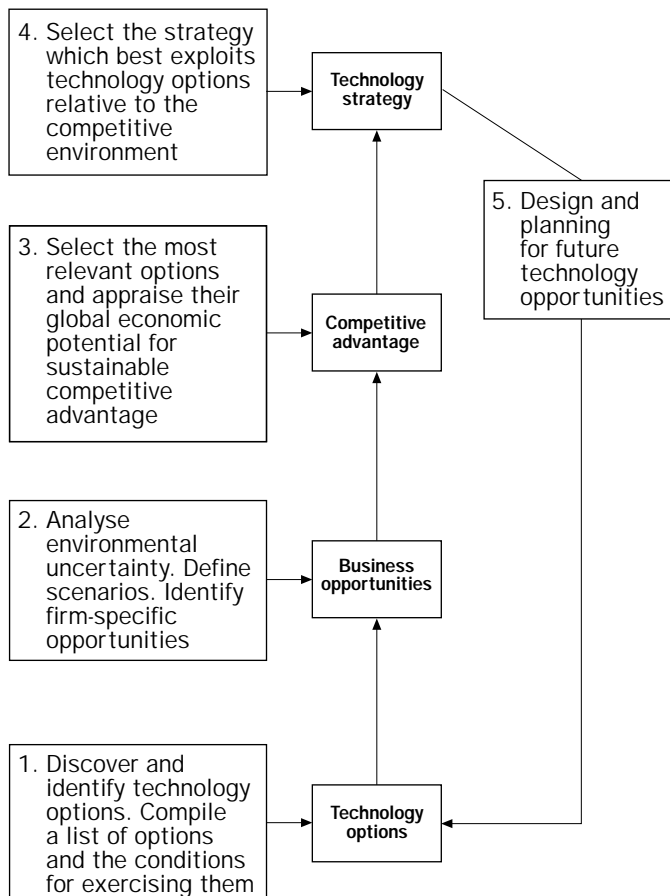 4. Select the strategy
which best exploits
technology options
relative to the
competitive
environment
Technology
strategy
5. Design and
planning
for future
technology
opportunities
3. Select the most
relevant options
and appraise their
global economic
potential for
sustainable
competitive
advantage
Competitive
advantage
2. Analyse
environmental
uncertainty. Define
scenarios. Identify
firm-specific
opportunities
Business
opportunities
1. Discover and
identify technology
options. Compile
a list of options
and the conditions
for exercising them
Technology
options